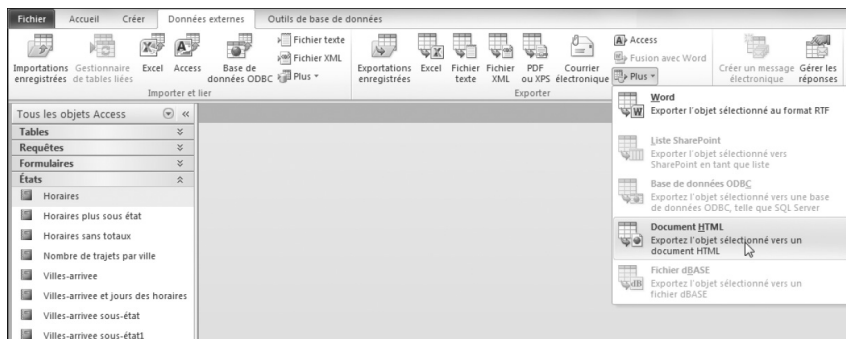 Fichier Accueil Créer Données externes Outils de base de données
Importations enregistrées
Gestionnaire de tables liées
Excel
Access
Base de données ODBC
Fichier texte
Fichier XML
Plus
Importer et lier
Exportations enregistrées
Excel
Fichier texte
Fichier XML
PDF ou XPS
Courrier électronique
Access
Fusion avec Word
Plus
Exporter
Créer un message électronique
Gérer les réponses
Tous les objets Access
Tables
Requêtes
Formulaires
États
Horaires
Horaires plus sous état
Horaires sans totaux
Nombre de trajets par ville
Villes-arrivee
Villes-arrivee et jours des horaires
Villes-arrivee sous-état
Villes-arrivee sous-état1
Word
Exporter l'objet sélectionné au format RTF
Liste SharePoint
Exporter l'objet sélectionné vers
SharePoint en tant que liste
Base de données ODBC
Exportez l'objet sélectionné vers une base
de données ODBC, telle que SQL Server
Document HTML
Exportez l'objet sélectionné vers un
document HTML
Fichier dBASE
Exportez l'objet sélectionné vers un
fichier dBASE